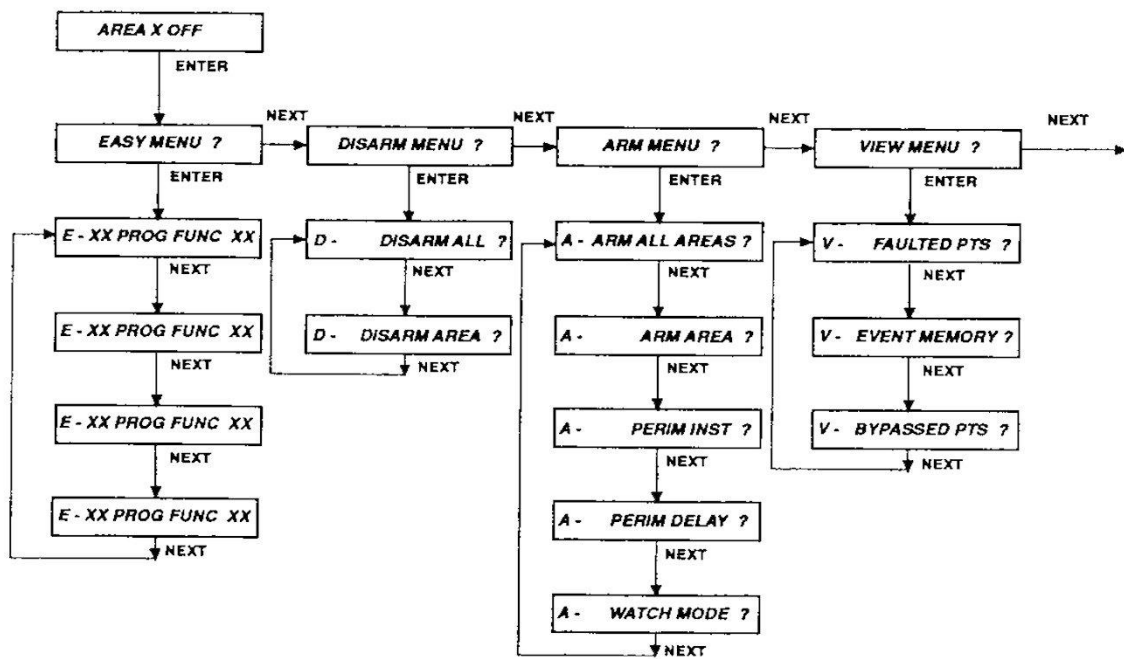 AREA X OFF
ENTER
NEXT
NEXT
NEXT
NEXT
EASY MENU ?
DISARM MENU ?
ARM MENU ?
VIEW MENU ?
ENTER
ENTER
ENTER
ENTER
E - XX PROG FUNC XX
D - DISARM ALL ?
A - ARM ALL AREAS ?
V - FAULTED PTS ?
NEXT
NEXT
NEXT
NEXT
E - XX PROG FUNC XX
D - DISARM AREA ?
A - ARM AREA ?
V - EVENT MEMORY ?
NEXT
NEXT
NEXT
NEXT
E - XX PROG FUNC XX
A - PERIM INST ?
V - BYPASSED PTS ?
NEXT
NEXT
NEXT
E - XX PROG FUNC XX
A - PERIM DELAY ?
NEXT
NEXT
A - WATCH MODE ?
NEXT